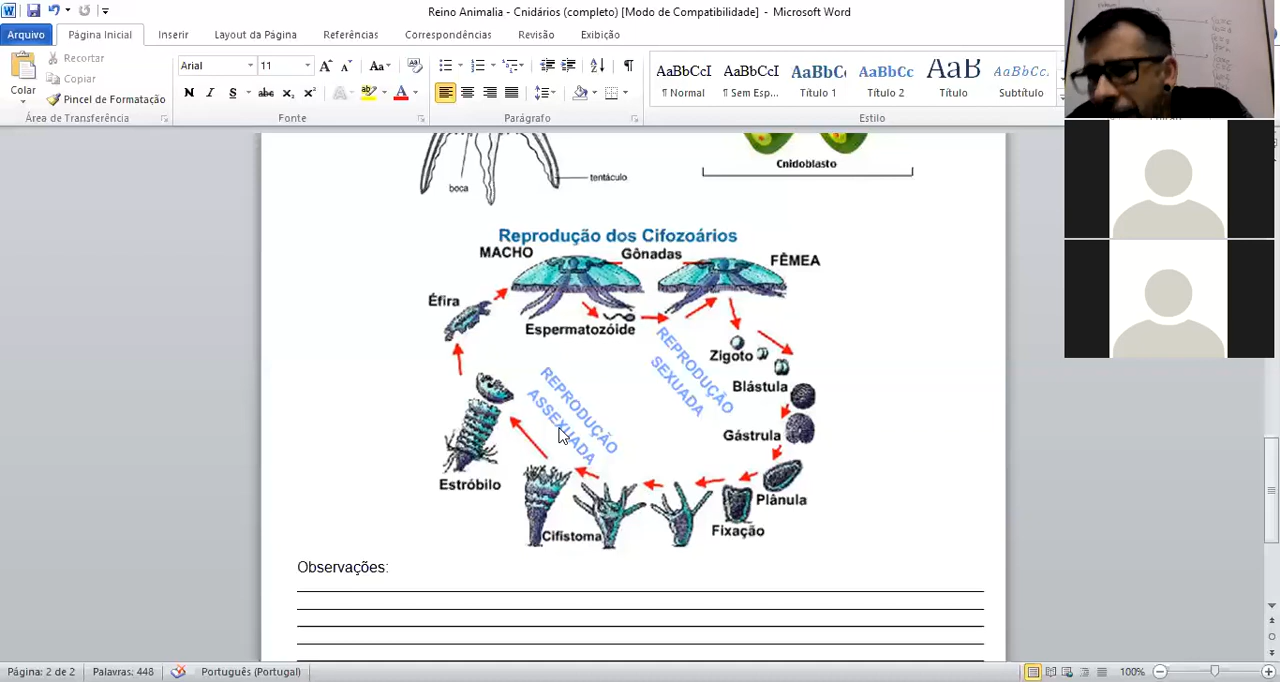 Reino Animalia - Cnidários (completo) [Modo de Compatibilidade] - Microsoft Word
Arquivo
Página Inicial
Inserir
Layout da Página
Referências
Correspondências
Revisão
Exibição
Colar
Recortar
Copiar
Pincel de Formatação
Área de Transferência
Arial
11
Fonte
Parágrafo
AaBbCcI
AaBbCcI
AaBbC
AaBbCc
AaB
AaBbCcI
¶ Normal
¶ Sem Esp...
Título 1
Título 2
Título
Subtítulo
Estilo
boca
tentáculo
Cnidoblasto
Reprodução dos Cifozoários
MACHO
Gônadas
FÊMEA
Éfira
Espermatozóide
Zigoto
Blástula
REPRODUÇÃO
SEXUADA
REPRODUÇÃO
ASSEXUADA
Gástrula
Estróbilo
Plânula
Fixação
Cifistoma
Observações:
Página: 2 de 2
Palavras: 448
Português (Portugal)
100%